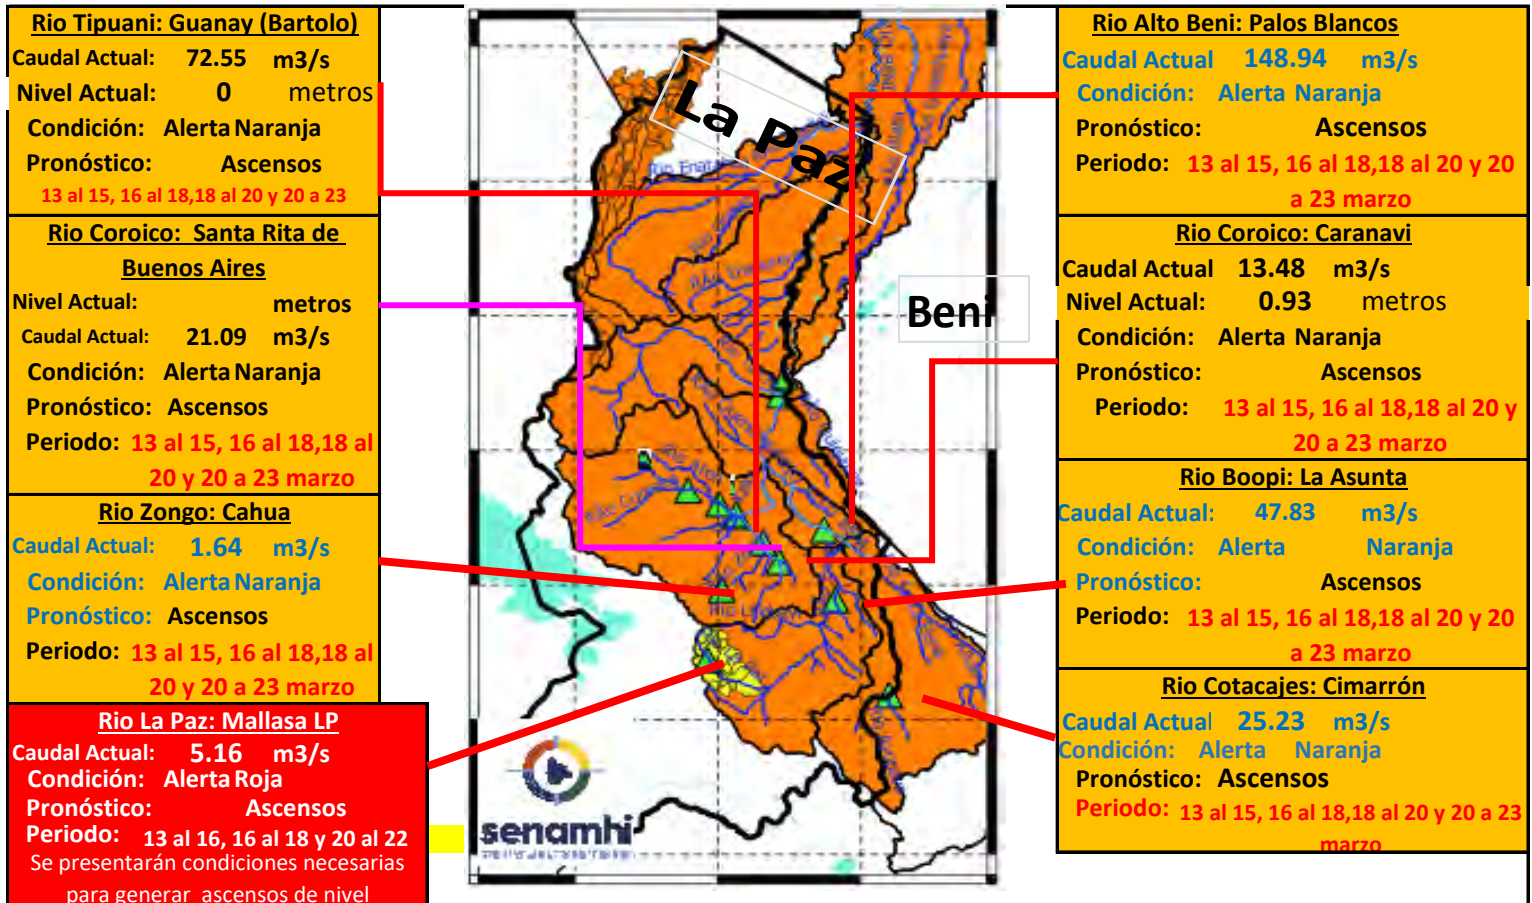 Rio Tipuani: Guanay (Bartolo)
Caudal Actual: 72.55 m3/s
Nivel Actual: 0 metros
Condición: Alerta Naranja
Pronóstico: Ascensos
13 al 15, 16 al 18,18 al 20 y 20 a 23
Rio Coroico: Santa Rita de
Buenos Aires
Nivel Actual: metros
Caudal Actual: 21.09 m3/s
Condición: Alerta Naranja
Pronóstico: Ascensos
Periodo: 13 al 15, 16 al 18,18 al
20 y 20 a 23 marzo
Rio Zongo: Cahua
Caudal Actual: 1.64 m3/s
Condición: Alerta Naranja
Pronóstico: Ascensos
Periodo: 13 al 15, 16 al 18,18 al
20 y 20 a 23 marzo
Rio La Paz: Mallasa LP
Caudal Actual: 5.16 m3/s
Condición: Alerta Roja
Pronóstico: Ascensos
Periodo: 13 al 16, 16 al 18 y 20 al 22
Se presentarán condiciones necesarias
para generar ascensos de nivel
La Paz
Beni
senamhi
Rio Alto Beni: Palos Blancos
Caudal Actual 148.94 m3/s
Condición: Alerta Naranja
Pronóstico: Ascensos
Periodo: 13 al 15, 16 al 18,18 al 20 y 20
a 23 marzo
Rio Coroico: Caranavi
Caudal Actual 13.48 m3/s
Nivel Actual: 0.93 metros
Condición: Alerta Naranja
Pronóstico: Ascensos
Periodo: 13 al 15, 16 al 18,18 al 20 y
20 a 23 marzo
Rio Boopi: La Asunta
Caudal Actual: 47.83 m3/s
Condición: Alerta Naranja
Pronóstico: Ascensos
Periodo: 13 al 15, 16 al 18,18 al 20 y 20
a 23 marzo
Rio Cotacajes: Cimarrón
Caudal Actual 25.23 m3/s
Condición: Alerta Naranja
Pronóstico: Ascensos
Periodo: 13 al 15, 16 al 18,18 al 20 y 20 a 23
marzo